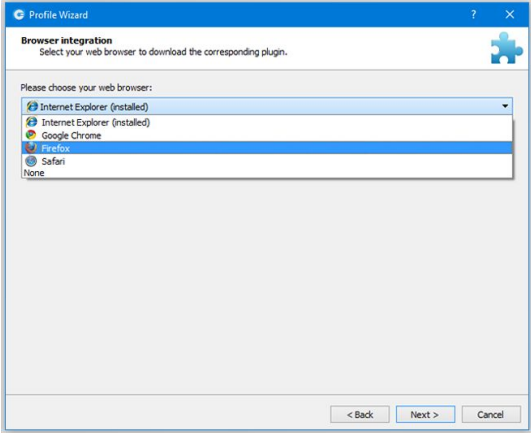 Profile Wizard
?
Browser integration
Select your web browser to download the corresponding plugin.
Please choose your web browser:
Internet Explorer (installed)
Internet Explorer (installed)
Google Chrome
Firefox
Safari
None
< Back Next > Cancel